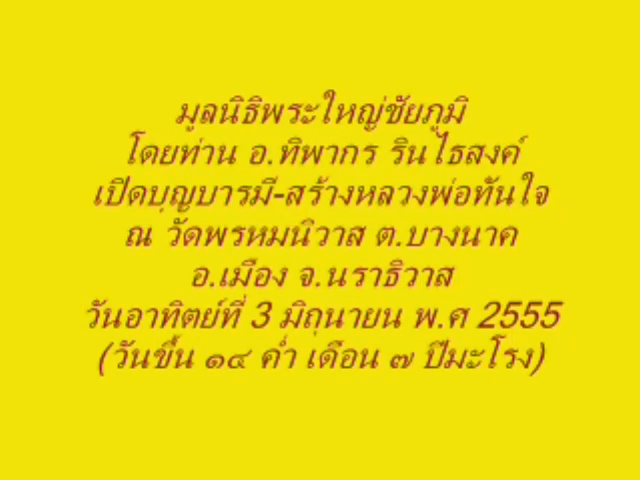 มูลนิธิพระใหญ่ชัยภูมิ
โดยท่าน อ.ทิพากร รินไธสงค์
เปิดบุญบารมี-สร้างหลวงพ่อทันใจ
ณ วัดพรหมนิวาส ต.บางนาค
อ.เมือง จ.นราธิวาส
วันอาทิตย์ที่ 3 มิถุนายน พ.ศ 2555
(วันขึ้น ๑๔ ค่ำ เดือน ๗ ปีมะโรง)